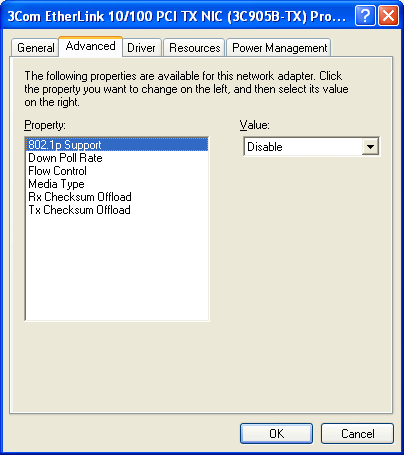 3Com EtherLink 10/100 PCI TX NIC (3C905B-TX) Pro...
General Advanced Driver Resources Power Management
The following properties are available for this network adapter. Click
the property you want to change on the left, and then select its value
on the right.
Property:
Value:
802.1p Support
Disable
Down Poll Rate
Flow Control
Media Type
Rx Checksum Offload
Tx Checksum Offload
OK Cancel